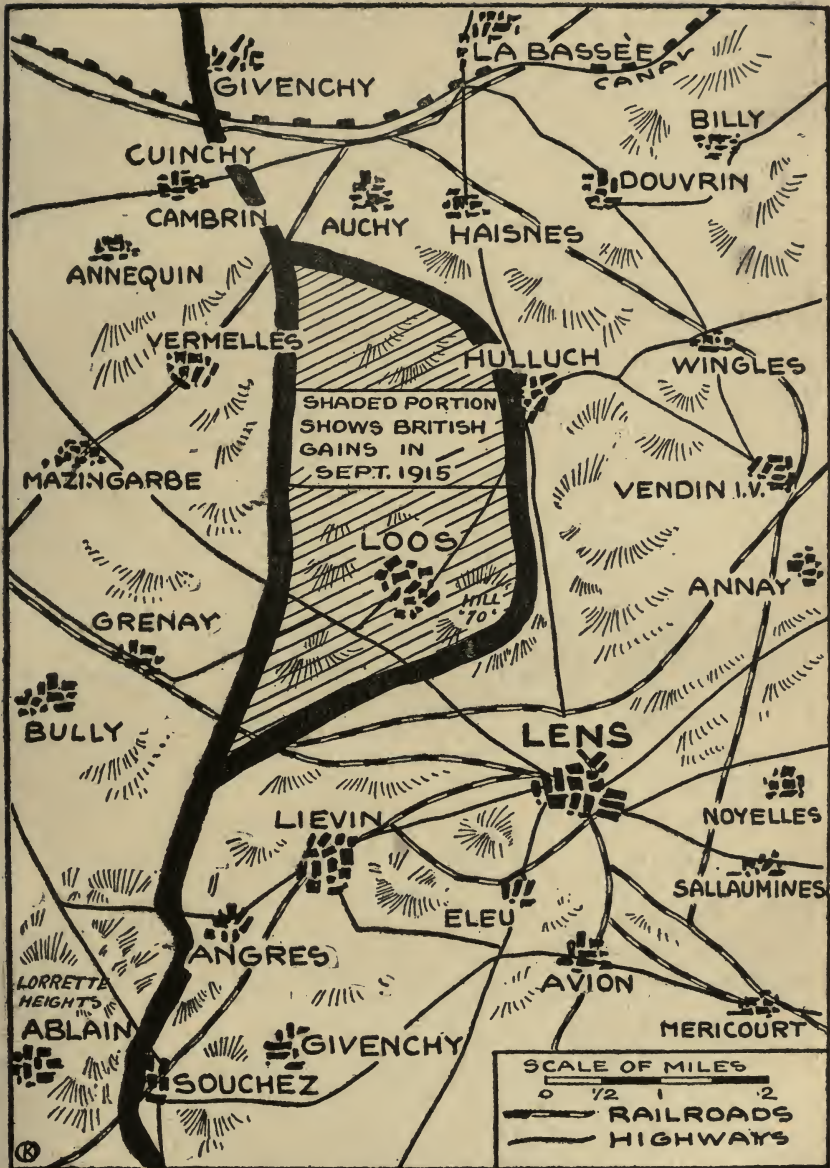 LA BASSÉE
CANAL
GIVENCHY
BILLY
CUINCHY
DOUVRIN
CAMBRIN
AUCHY
HAISNES
ANNEQUIN
VERMELLES
HULLUCH
WINGLES
SHADED PORTION
SHOWS BRITISH
GAINS IN
SEPT. 1915
MAZINGARBE
VENDIN I.V.
LOOS
ANNAY
HILL
"70"
GRENAY
BULLY
LENS
NOYELLES
LIEVIN
SALLAUMINES
ELEU
ANGRES
AVION
LORRETTE
HEIGHTS
ABLAIN
MERICOURT
GIVENCHY
SOUCHEZ
SCALE OF MILES
0 1/2 1 2
RAILROADS
HIGHWAYS
K